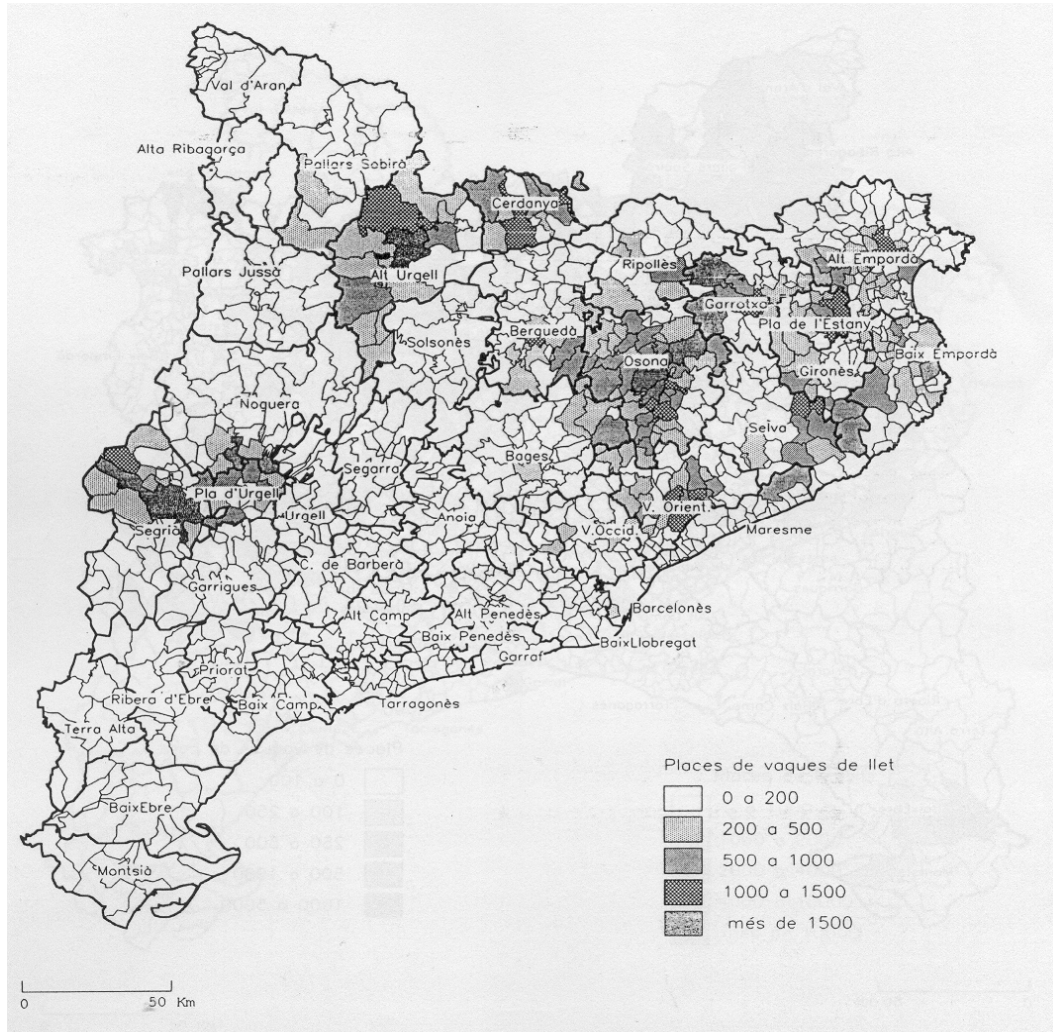 Val d'Aran
Alta Ribagorça
Pallars Sobirà
Cerdanya
Pallars Jussà
Alt Urgell
Ripollès
Alt Empordà
Garrotxa
Pla de l'Estany
Berguedà
Solsonès
Osona
Baix Empordà
Gironès
Noguera
Selva
Segarra
Bages
Pla d'Urgell
Urgell
Anoia
V. Orient.
V.Occid.
Maresme
Segrià
C. de Barberà
Garrigues
Alt Camp
Alt Penedès
Barcelonès
Baix Penedès
BaixLlobregat
Garraf
Priorat
Ribera d'Ebre
Baix Camp
Tarragonès
Terra Alta
BaixEbre
Montsià
Places de vaques de llet
0 a 200
200 a 500
500 a 1000
1000 a 1500
més de 1500
0 50 Km